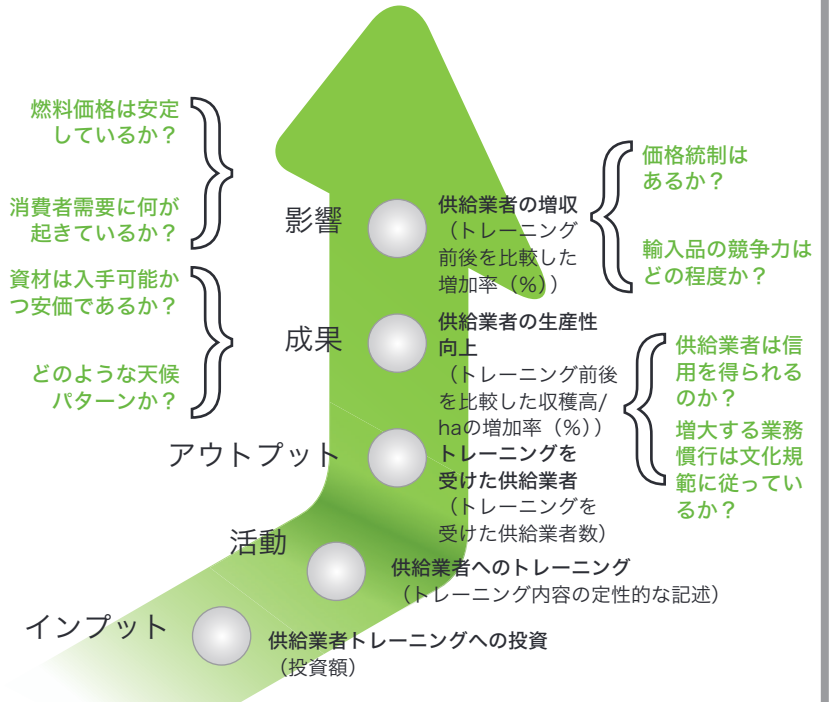 燃料価格は安定
しているか？
消費者需要に何が
起きているか？
資材は入手可能か
つ安価であるか？
どのような天候
パターンか？
影響
供給業者の増収
（トレーニング
前後を比較した
増加率（%））
価格統制は
あるか？
輸入品の競争力は
どの程度か？
成果
供給業者の生産性
向上
（トレーニング前後
を比較した収穫高/
haの増加率（%））
供給業者は信
用を得られる
のか？
増大する業務
慣行は文化規
範に従ってい
るか？
アウトプット
トレーニングを
受けた供給業者
（トレーニングを
受けた供給業者数）
活動
供給業者へのトレーニング
（トレーニング内容の定性的な記述）
インプット
供給業者トレーニングへの投資
（投資額）